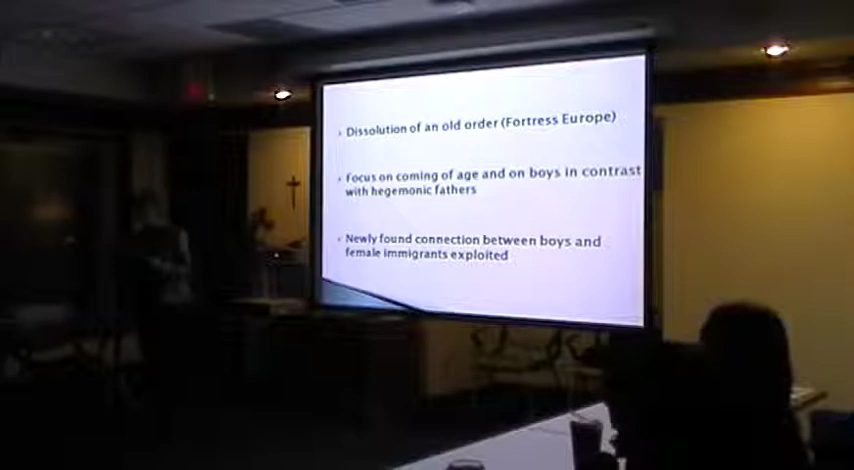 Dissolution of an old order (Fortress Europe)
Focus on coming of age and on boys in contrast
with hegemonic fathers
Newly found connection between boys and
female immigrants exploited